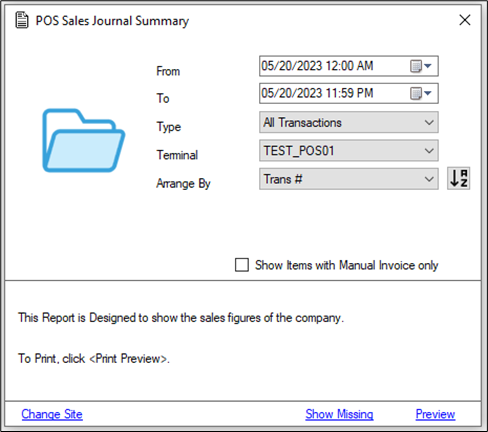 POS Sales Journal Summary
From 05/20/2023 12:00 AM
To 05/20/2023 11:59 PM
Type All Transactions
Terminal TEST_POS01
Arrange By Trans # A Z
Show Items with Manual Invoice only
This Report is Designed to show the sales figures of the company.
To Print, click <Print Preview>.
Change Site Show Missing Preview